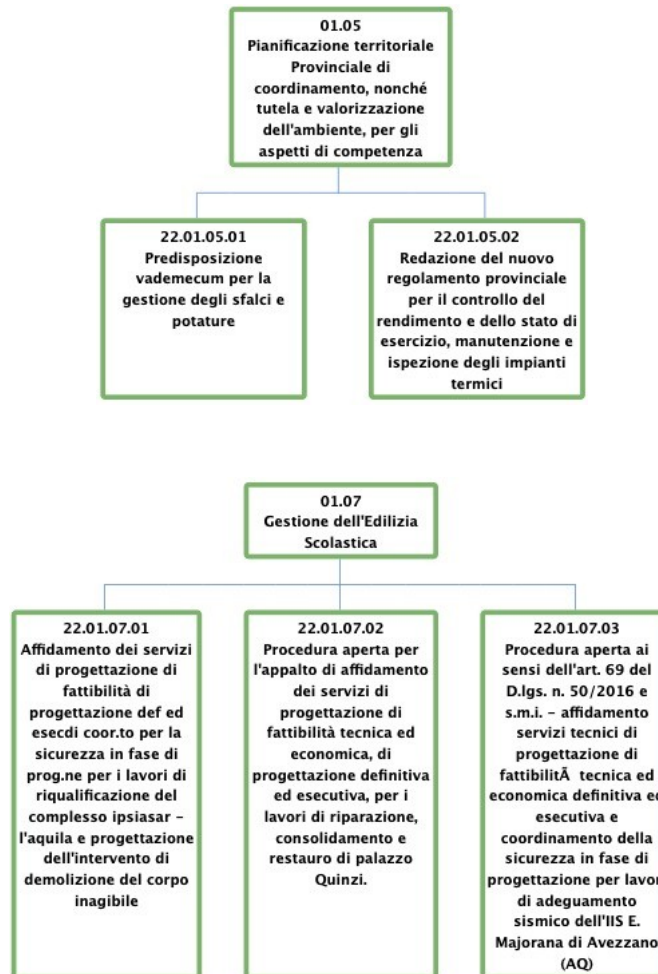 01.05
Pianificazione territoriale
Provinciale di
coordinamento, nonché
tutela e valorizzazione
dell'ambiente, per gli
aspetti di competenza
22.01.05.01
Predisposizione
vademecum per la
gestione degli sfalci e
potature
22.01.05.02
Redazione del nuovo
regolamento provinciale
per il controllo del
rendimento e dello stato di
esercizio, manutenzione e
ispezione degli impianti
termici
01.07
Gestione dell'Edilizia
Scolastica
22.01.07.01
Affidamento dei servizi
di progettazione di
fattibilità di
progettazione def ed
esecdi coor.to per la
sicurezza in fase di
prog.ne per i lavori di
riqualificazione del
complesso ipsiasar –
l'aquila e progettazione
dell'intervento di
demolizione del corpo
inagibile
22.01.07.02
Procedura aperta per
l'appalto di affidamento
dei servizi di
progettazione di
fattibilità tecnica ed
economica, di
progettazione definitiva
ed esecutiva, per i
lavori di riparazione,
consolidamento e
restauro di palazzo
Quinzi.
22.01.07.03
Procedura aperta ai
sensi dell'art. 69 del
D.lgs. n. 50/2016 e
s.m.i. – affidamento
servizi tecnici di
progettazione di
fattibilitÃ tecnica ed
economica definitiva ed
esecutiva e
coordinamento della
sicurezza in fase di
progettazione per lavor
di adeguamento
sismico dell'IIS E.
Majorana di Avezzano
(AQ)